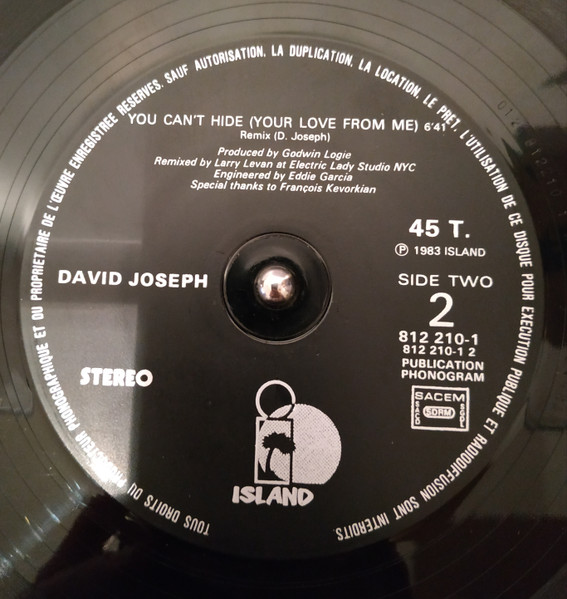 TOUS DROITS DU PRODUCTEUR PHONOGRAPHIQUE ET DU PROPRIETAIRE DE L'ŒUVRE ENREGISTREE RESERVES. SAUF AUTORISATION, LA DUPLICATION, LA LOCATION, LE PRET, L'UTILISATION DE CE DISQUE POUR EXECUTION PUBLIQUE ET RADIODIFFUSION SONT INTERDITS.
YOU CAN'T HIDE (YOUR LOVE FROM ME) 6'41
Remix (D. Joseph)
Produced by Godwin Logie
Remixed by Larry Levan at Electric Lady Studio NYC
Engineered by Eddie Garcia
Special thanks to François Kevorkian
45 T.
℗ 1983 ISLAND
DAVID JOSEPH
SIDE TWO
2
812 210-1
812 210-1 2
PUBLICATION
PHONOGRAM
STEREO
SACEM
SACD SDRM SGDL
ISLAND